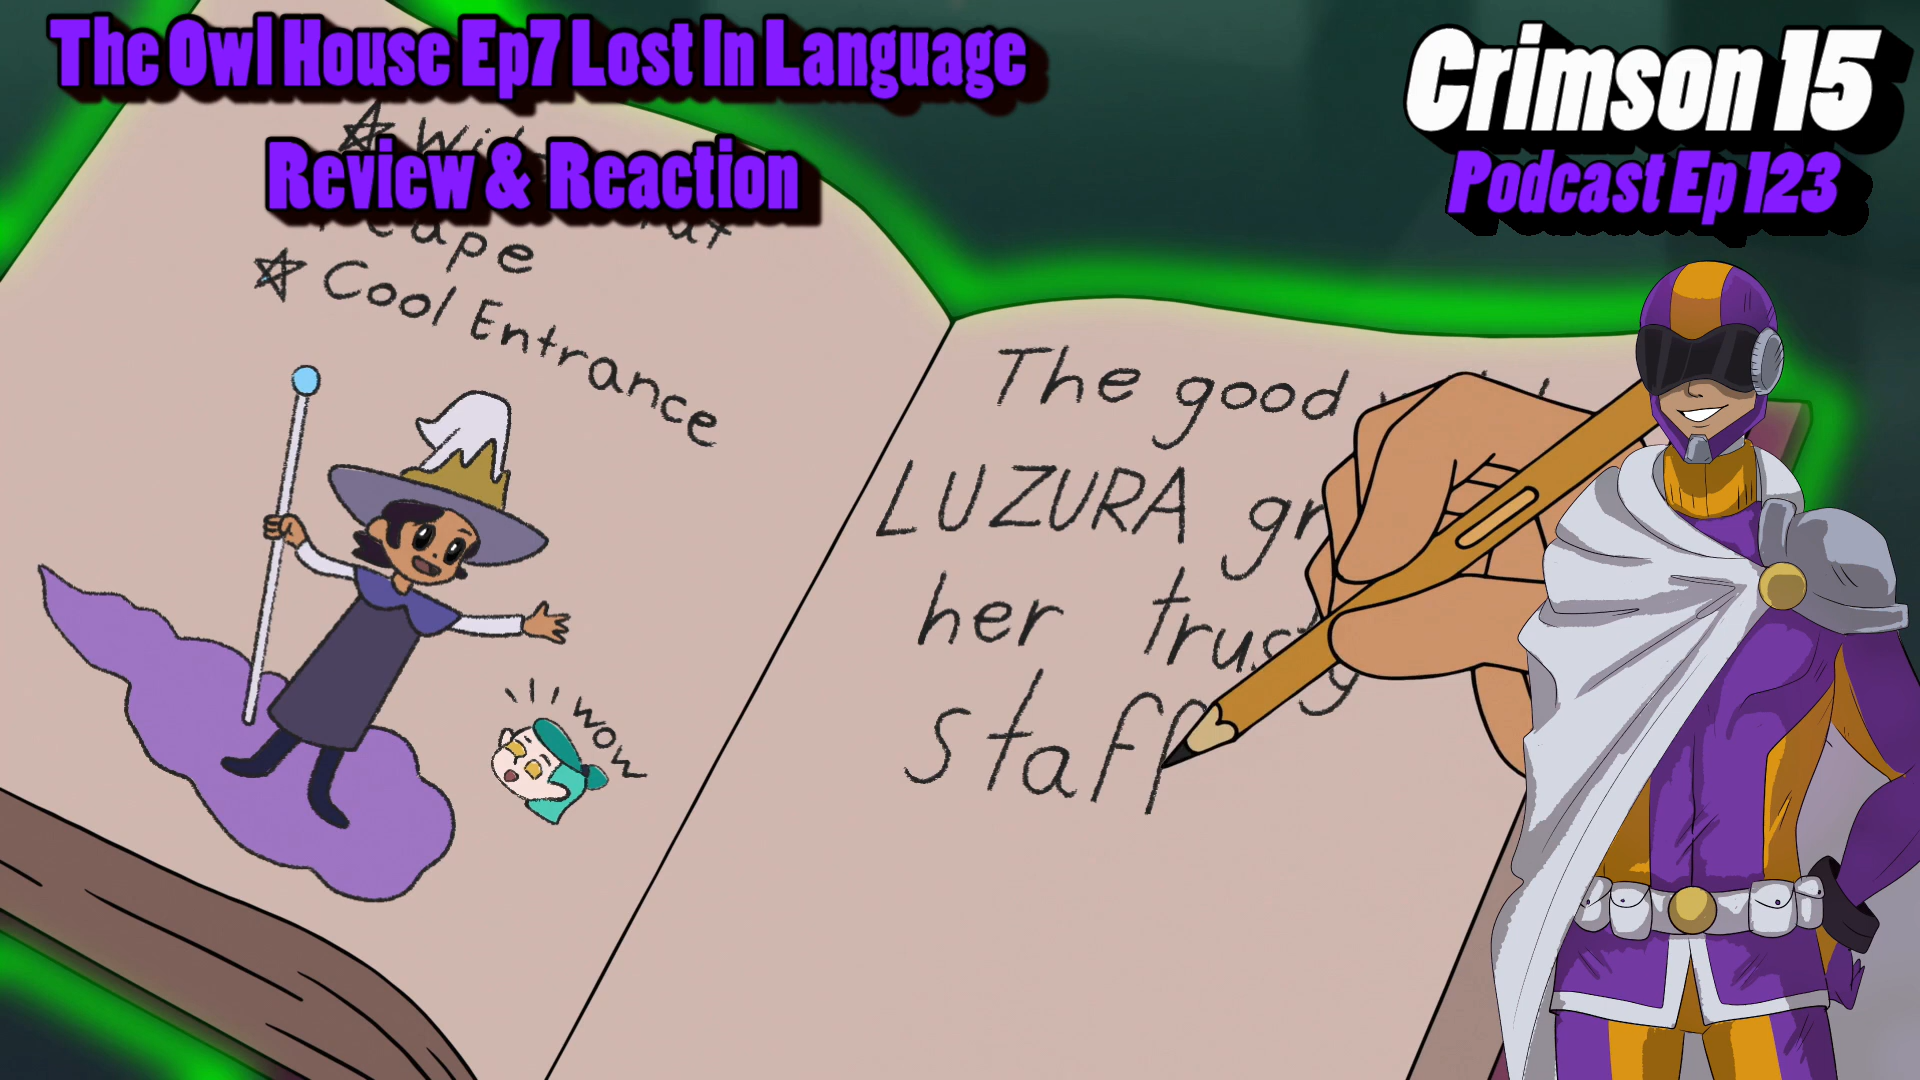 The Owl House Ep7 Lost In Language
Review & Reaction
Crimson 15
Podcast Ep 123
Cool Entrance
wow
The good
LUZURA
her trusty
staff